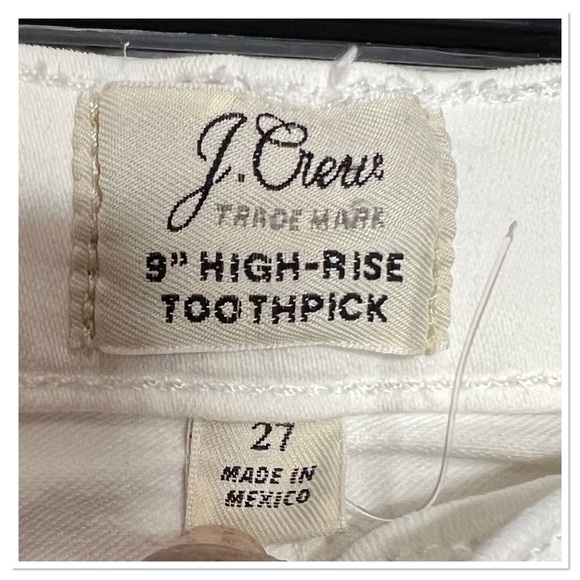 J.Crew
TRADE MARK
9" HIGH-RISE
TOOTHPICK
27
MADE IN
MEXICO